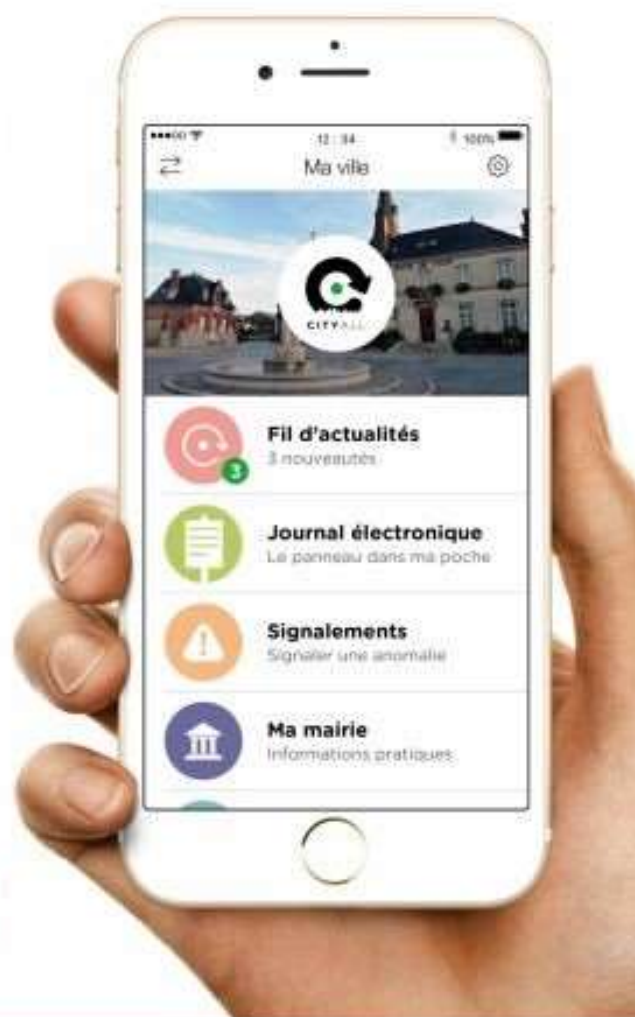 12:34
100%
Ma ville
CITYALL
Fil d'actualités
3 nouveautés
3
Journal électronique
Le panneau dans ma poche
Signalements
Signaler une anomalie
Ma mairie
Informations pratiques